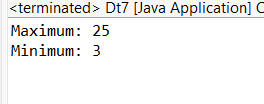 <terminated> Dt7 [Java Application] C
Maximum: 25
Minimum: 3